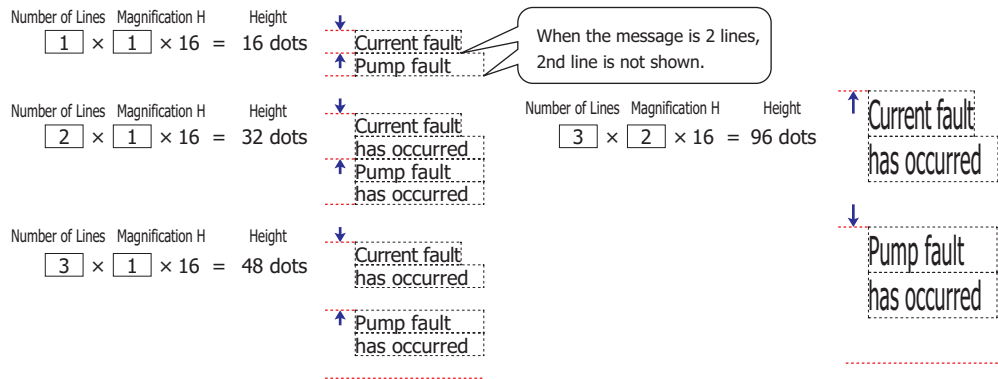 Number of Lines Magnification H Height
1 × 1 × 16 = 16 dots
Current fault
Pump fault
When the message is 2 lines,
2nd line is not shown.
Number of Lines Magnification H Height
2 × 1 × 16 = 32 dots
Current fault
has occurred
Pump fault
has occurred
Number of Lines Magnification H Height
3 × 1 × 16 = 48 dots
Current fault
has occurred
Pump fault
has occurred
Number of Lines Magnification H Height
3 × 2 × 16 = 96 dots
Current fault
has occurred
Pump fault
has occurred